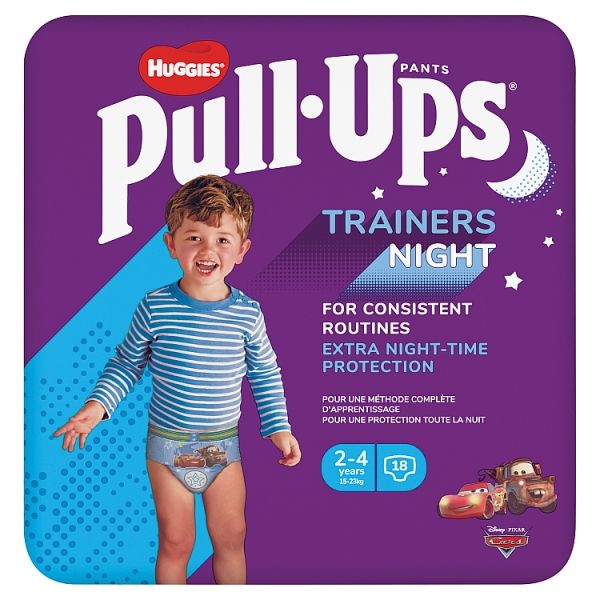 HUGGIES®
PANTS
Pull·Ups®
TRAINERS
NIGHT
FOR CONSISTENT
ROUTINES
EXTRA NIGHT-TIME
PROTECTION
POUR UNE MÉTHODE COMPLÈTE
D'APPRENTISSAGE
POUR UNE PROTECTION TOUTE LA NUIT
2-4
years
15-23kg
18
Disney · PIXAR
Cars